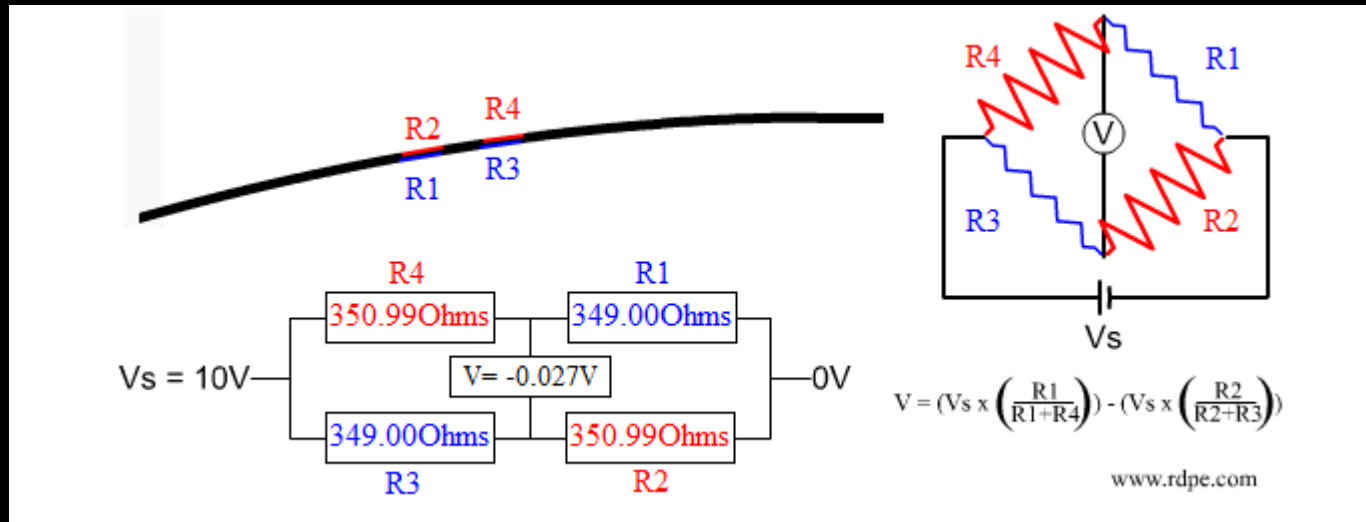 R2
R4
R1
R3
R4
R1
R3
R2
V
Vs
R4
R1
350.99Ohms
349.00Ohms
Vs = 10V
V= -0.027V
0V
349.00Ohms
350.99Ohms
R3
R2
V = (Vs x (R1/R1+R4)) - (Vs x (R2/R2+R3))
www.rdpe.com